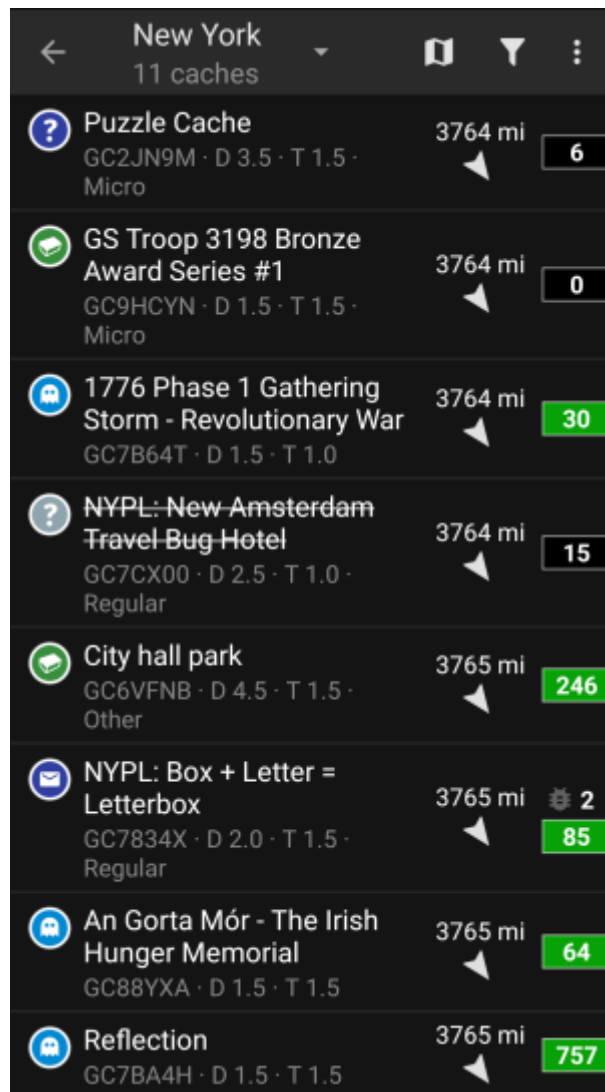 New York
11 caches
Puzzle Cache
GC2JN9M · D 3.5 · T 1.5 ·
Micro
3764 mi
6
GS Troop 3198 Bronze
Award Series #1
GC9HCYN · D 1.5 · T 1.5 ·
Micro
3764 mi
0
1776 Phase 1 Gathering
Storm - Revolutionary War
GC7B64T · D 1.5 · T 1.0
3764 mi
30
NYPL: New Amsterdam
Travel Bug Hotel
GC7CX00 · D 2.5 · T 1.0 ·
Regular
3764 mi
15
City hall park
GC6VFNB · D 4.5 · T 1.5 ·
Other
3765 mi
246
NYPL: Box + Letter =
Letterbox
GC7834X · D 2.0 · T 1.5 ·
Regular
3765 mi
2
85
An Gorta Mór - The Irish
Hunger Memorial
GC88YXA · D 1.5 · T 1.5
3765 mi
64
Reflection
GC7BA4H · D 1.5 · T 1.5
3765 mi
757